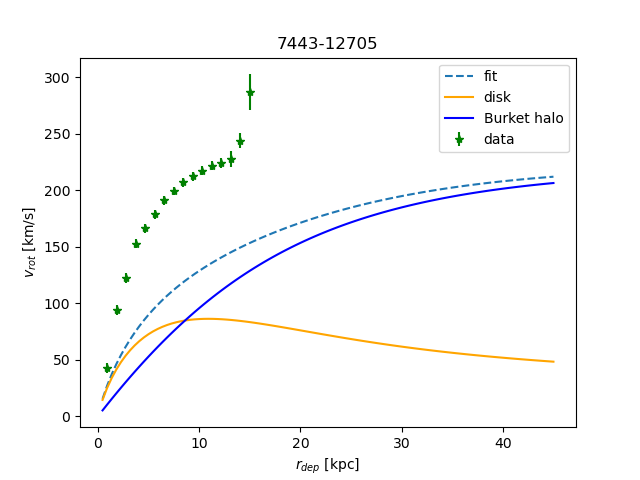 7443-12705
300
250
200
150
100
50
0
v_rot [km/s]
fit
disk
Burket halo
data
0 10 20 30 40
r_dep [kpc]